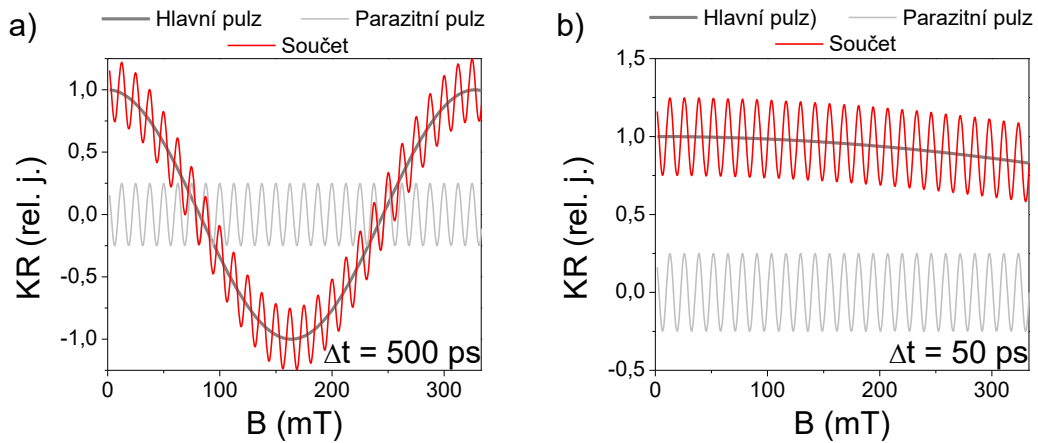 a)
Hlavní pulz
Parazitní pulz
Součet
KR (rel. j.)
1,0
0,5
0,0
-0,5
-1,0
Δt = 500 ps
0
100
200
300
B (mT)
b)
Hlavní pulz)
Parazitní pulz
Součet
KR (rel. j.)
1,5
1,0
0,5
0,0
-0,5
Δt = 50 ps
0
100
200
300
B (mT)